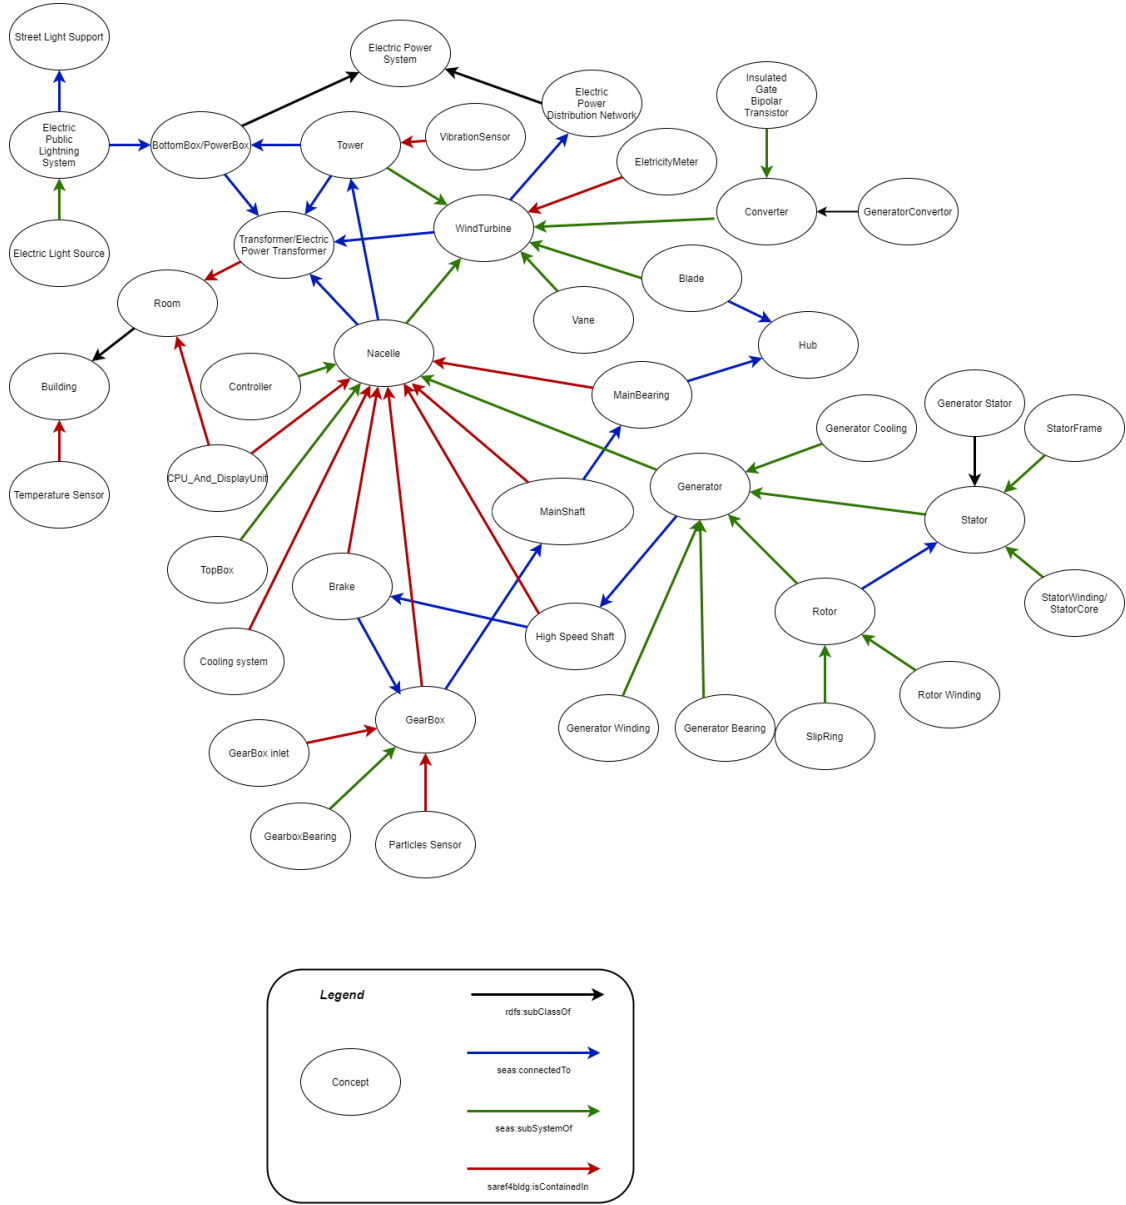 Street Light Support
Electric Power
System
Electric
Power
Distribution Network
Insulated
Gate
Bipolar
Transistor
Electric
Public
Lightning
System
BottomBox/PowerBox
Tower
VibrationSensor
EletricityMeter
Converter
GeneratorConvertor
Electric Light Source
Transformer/Electric
Power Transformer
WindTurbine
Blade
Room
Vane
Hub
Nacelle
Building
Controller
MainBearing
Generator Stator
Generator Cooling
StatorFrame
CPU_And_DisplayUnit
Temperature Sensor
Generator
MainShaft
Stator
TopBox
Brake
StatorWinding/
StatorCore
Rotor
High Speed Shaft
Cooling system
Rotor Winding
GearBox
Generator Winding
Generator Bearing
SlipRing
GearBox inlet
GearboxBearing
Particles Sensor
Legend
rdfs:subClassOf
seas:connectedTo
Concept
seas:subSystemOf
saref4bldg:isContainedIn